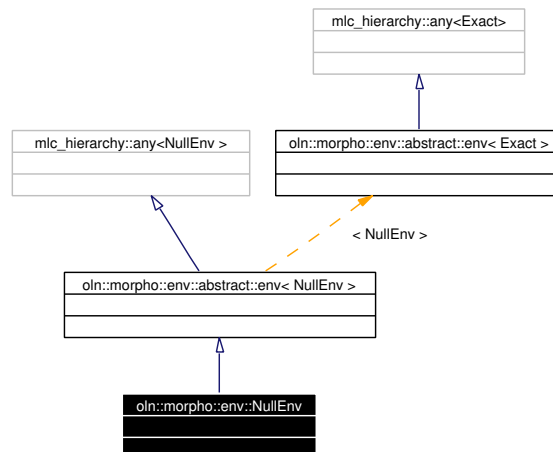 mlc_hierarchy::any<Exact>
mlc_hierarchy::any<NullEnv >
oln::morpho::env::abstract::env< Exact >
< NullEnv >
oln::morpho::env::abstract::env< NullEnv >
oln::morpho::env::NullEnv